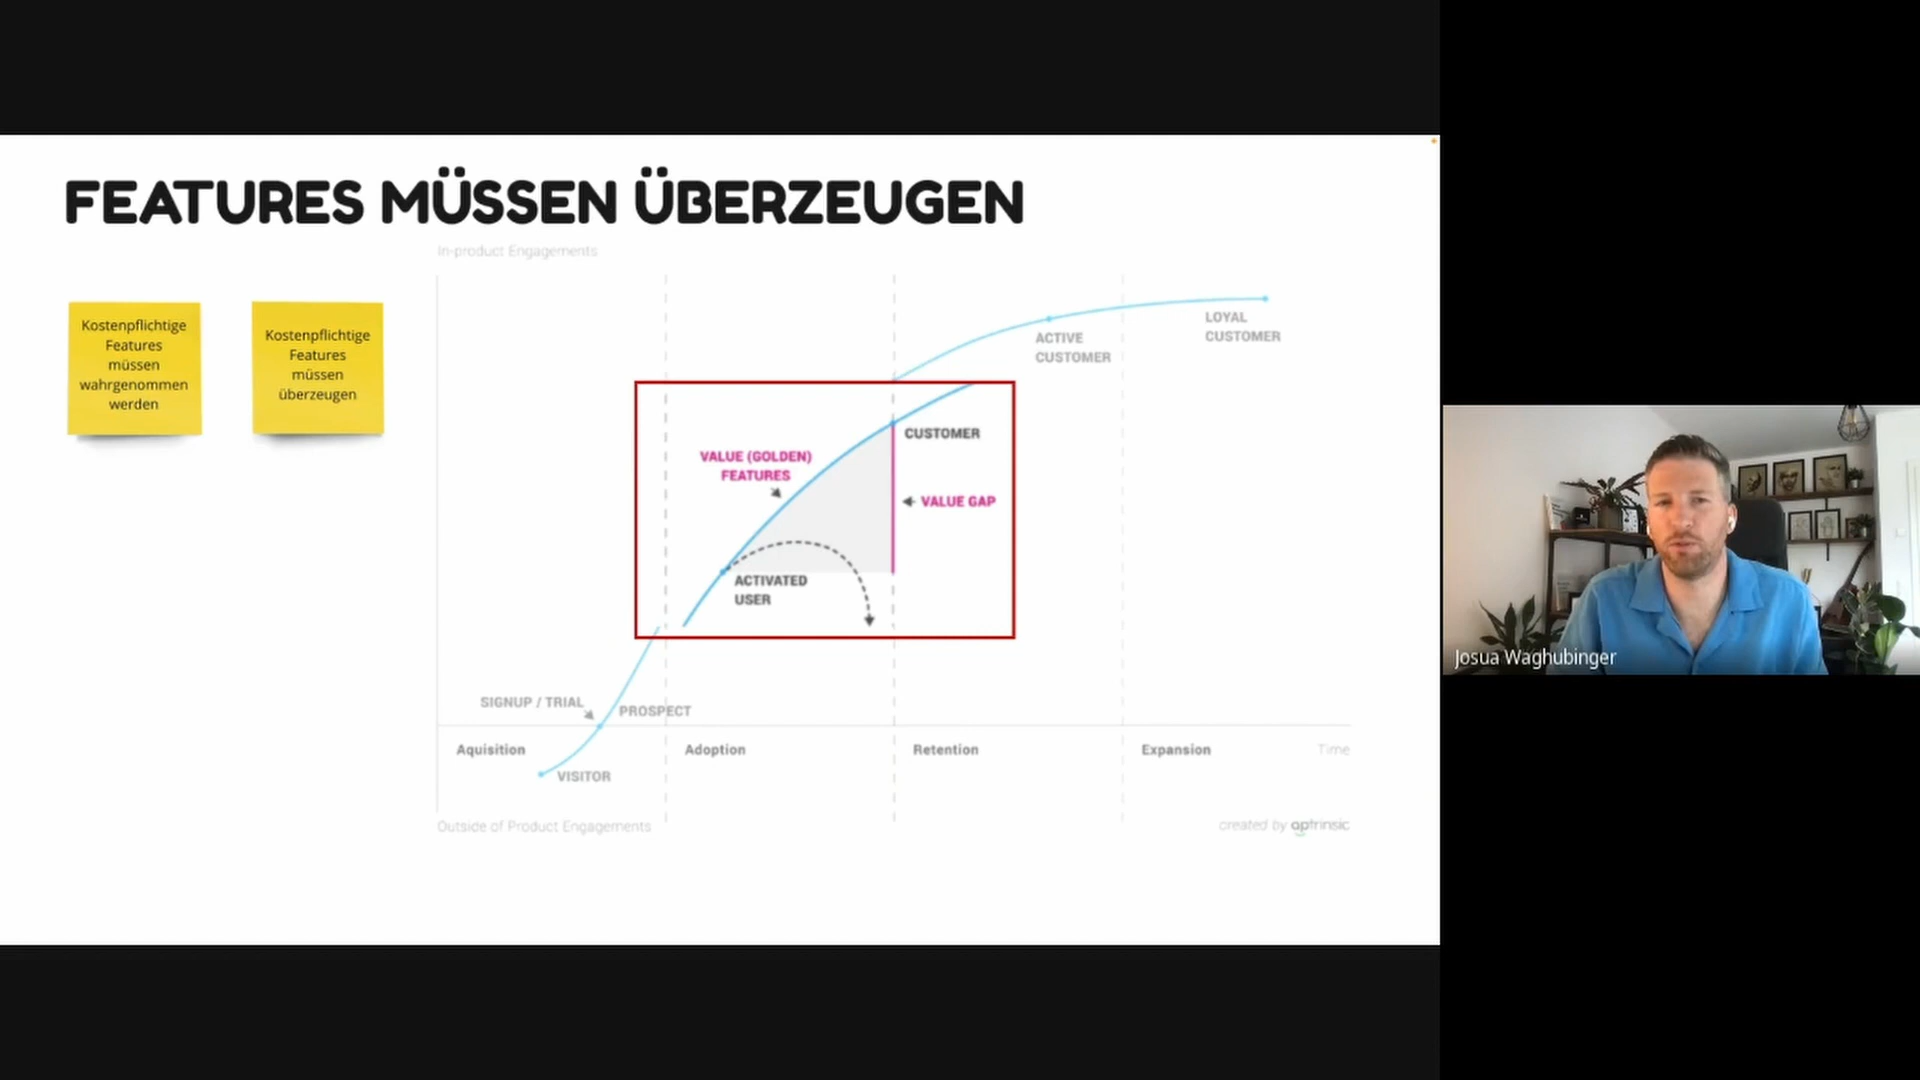 FEATURES MÜSSEN ÜBERZEUGEN
In-product Engagements
Kostenpflichtige
Features
müssen
wahrgenommen
werden
Kostenpflichtige
Features
müssen
überzeugen
LOYAL
CUSTOMER
ACTIVE
CUSTOMER
CUSTOMER
VALUE (GOLDEN)
FEATURES
VALUE GAP
ACTIVATED
USER
SIGNUP / TRIAL
PROSPECT
Aquisition
Adoption
Retention
Expansion
Time
VISITOR
Outside of Product Engagements
created by aptrinsic
Josua Waghubinger